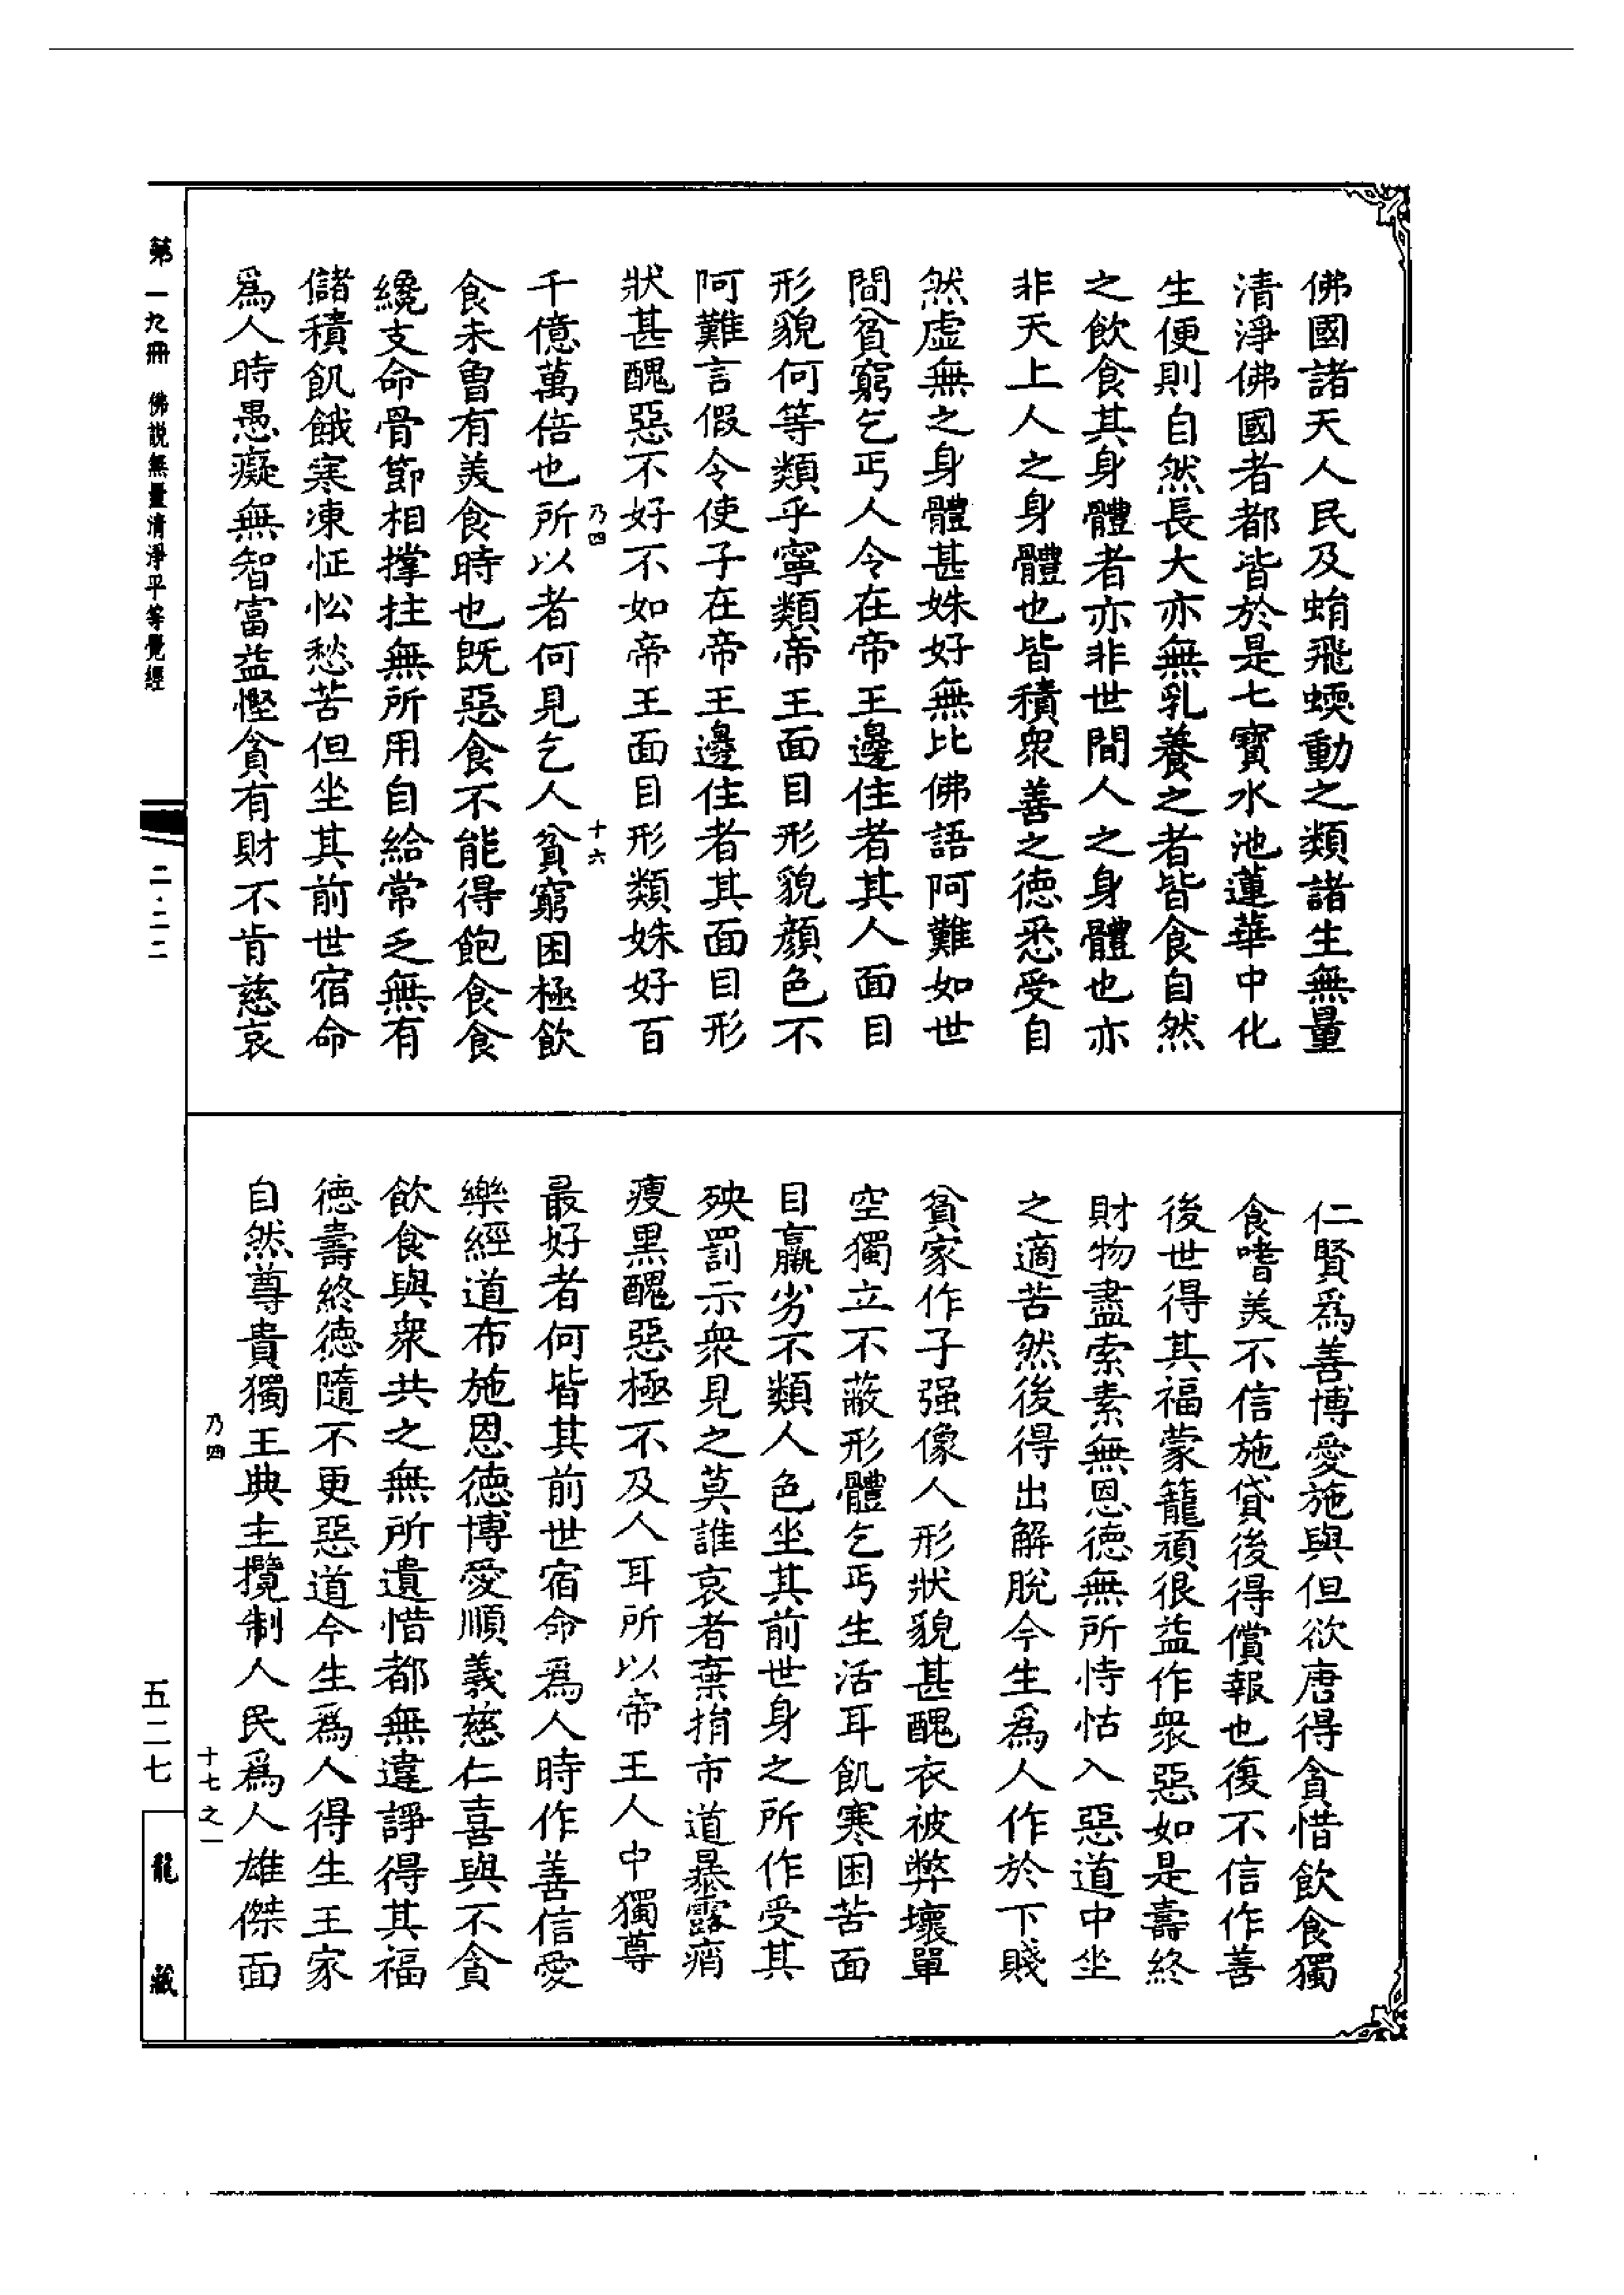 佛國諸天人民及蜎飛蝡動之類諸生無量
清淨佛國者都皆於是七寶水池蓮華中化
生便則自然長大亦無乳養之者皆食自然
之飲食其身體者亦非世間人之身體也亦
非天上人之身體也皆積衆善之德悉受自
然虛無之身體甚姝好無比佛語阿難如世
間貧窮乞丐人令在帝王邊住者其人面目
形貌何等類乎寧類帝王面目形貌顏色不
阿難言假令使子在帝王邊住者其面目形
狀甚醜惡不好不如帝王面目形類姝好百
千億萬倍也所以者何見乞人貧窮困極飲
乃四 十六
食未曾有美食時也既惡食不能得飽食食
纔支命骨節相撐拄無所用自給常乏無有
儲積飢餓寒凍怔忪愁苦但坐其前世宿命
爲人時愚癡無智富益慳貪有財不肯慈哀
仁賢爲善博愛施與但欲唐得貪惜飲食獨
食嗜美不信施貸後得償報也復不信作善
後世得其福蒙籠頑很益作衆惡如是壽終
財物盡索素無恩德無所恃怙入惡道中坐
之適苦然後得出解脫今生爲人作於下賤
貧家作子强像人形狀貌甚醜衣被弊壞單
空獨立不蔽形體乞丐生活耳飢寒困苦面
目羸劣不類人色坐其前世身之所作受其
殃罰示衆見之莫誰哀者棄捐市道暴露痟
瘦黑醜惡極不及人耳所以帝王人中獨尊
最好者何皆其前世宿命爲人時作善信愛
樂經道布施恩德博愛順義慈仁喜與不貪
飲食與衆共之無所遺惜都無違諍得其福
德壽終德隨不更惡道今生爲人得生王家
自然尊貴獨王典主攬制人民爲人雄傑面
乃四 十七之一
第一九冊 佛說無量清淨平等覺經
二·二二
五二七
龍藏